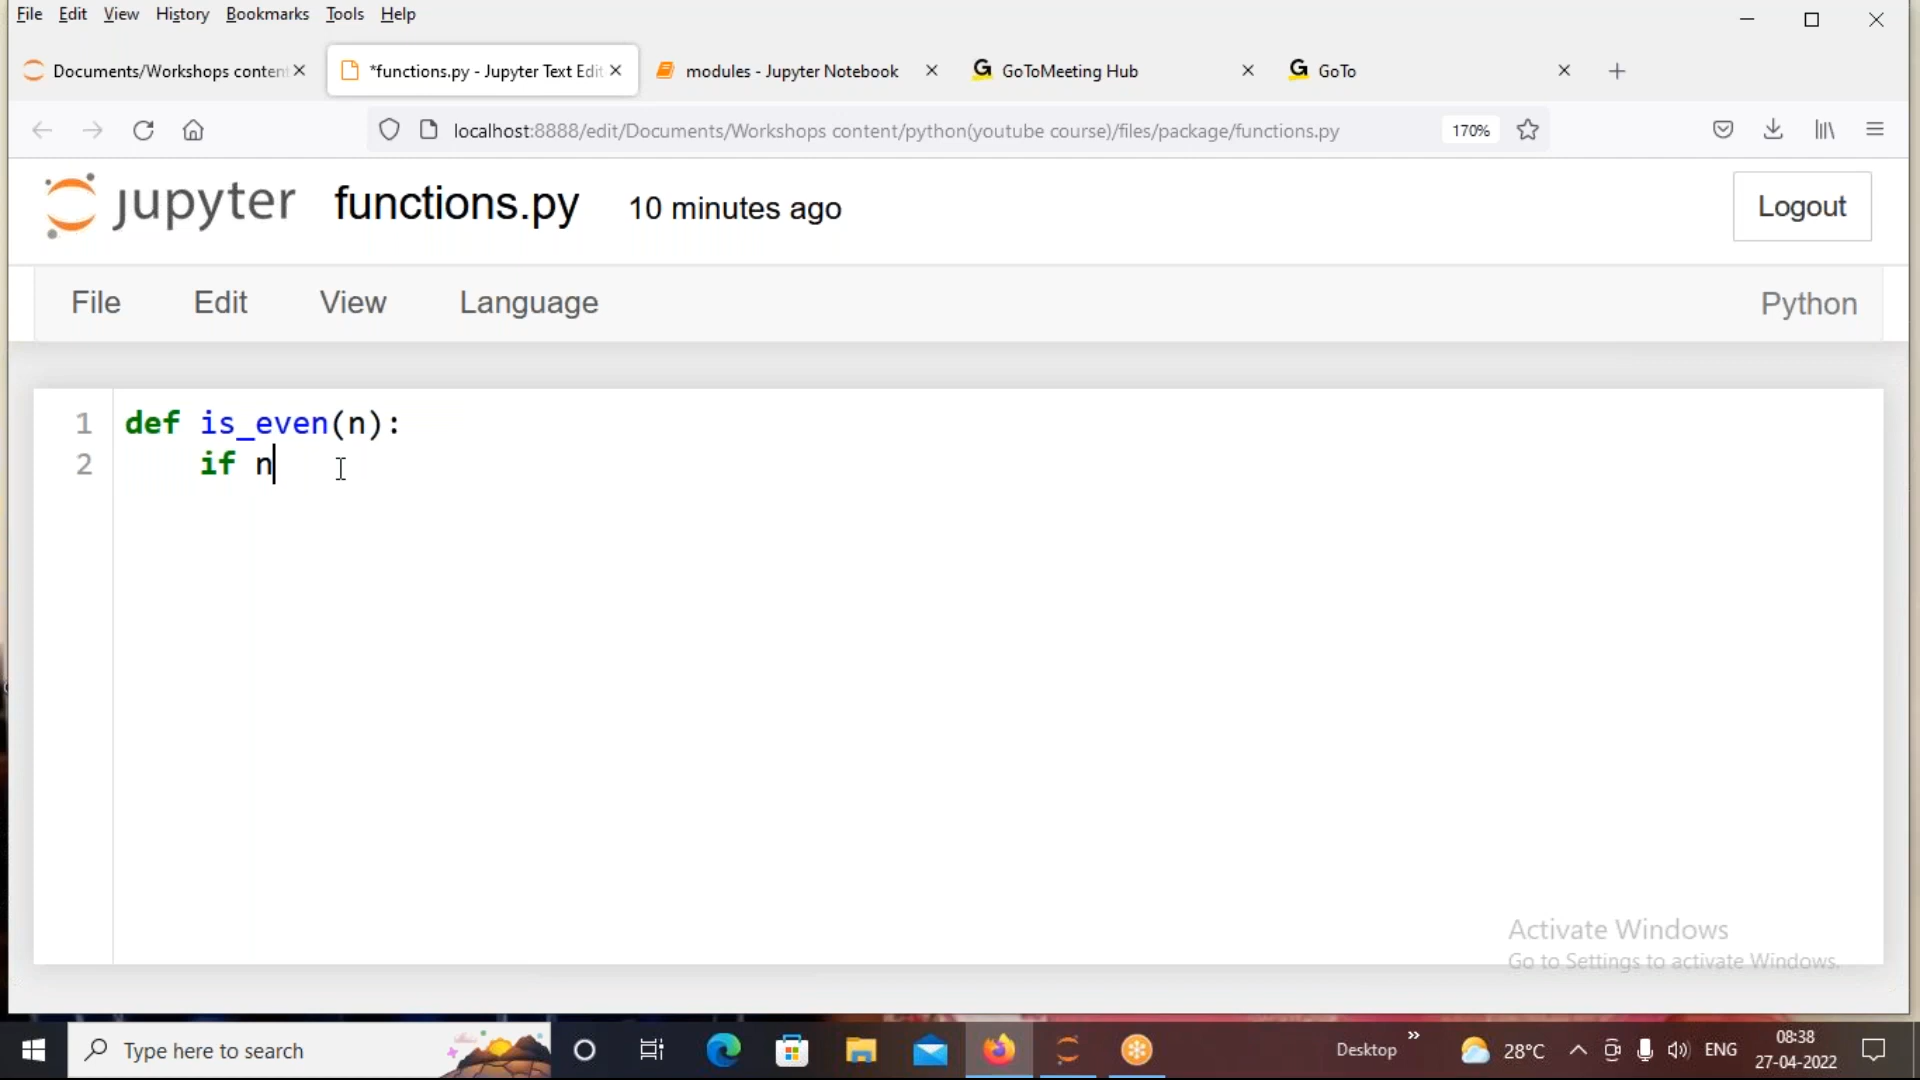 File Edit View History Bookmarks Tools Help
Documents/Workshops conten
*functions.py - Jupyter Text Edit
modules - Jupyter Notebook
GoToMeeting Hub
GoTo
localhost:8888/edit/Documents/Workshops content/python(youtube course)/files/package/functions.py
170%
jupyter functions.py 10 minutes ago
Logout
File Edit View Language Python
1 def is_even(n):
2 if n
Activate Windows
Go to Settings to activate Windows.
Type here to search
Desktop
28°C
ENG
08:38
27-04-2022